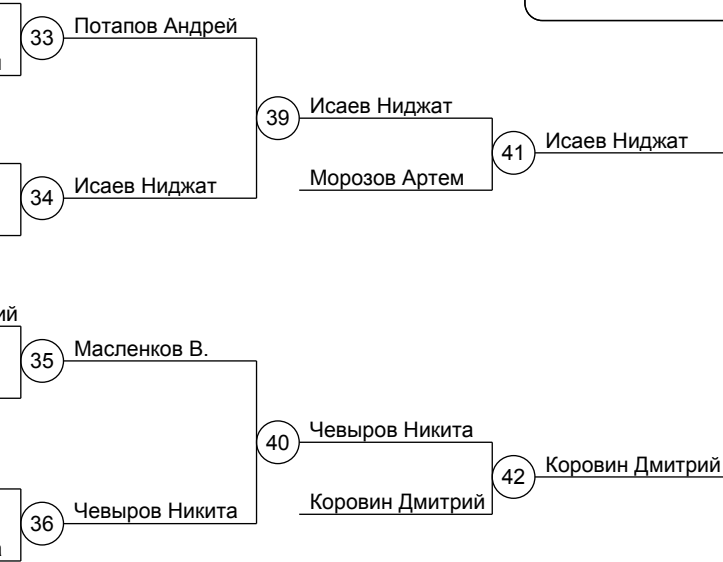 33 Потапов Андрей
39 Исаев Ниджат
41 Исаев Ниджат
34 Исаев Ниджат
Морозов Артем
35 Масленков В.
40 Чевыров Никита
42 Коровин Дмитрий
36 Чевыров Никита
Коровин Дмитрий